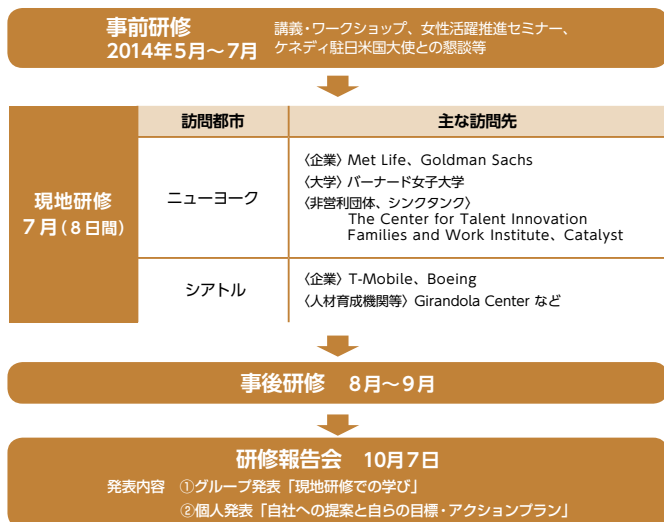 事前研修
2014年5月~7月
講義・ワークショップ、女性活躍推進セミナー、
ケネディ駐日米国大使との懇談等
訪問都市
主な訪問先
現地研修
7月(8日間)
ニューヨーク
〈企業〉Met Life、Goldman Sachs
〈大学〉バーナード女子大学
〈非営利団体、シンクタンク〉
The Center for Talent Innovation
Families and Work Institute、Catalyst
シアトル
〈企業〉T-Mobile、Boeing
〈人材育成機関等〉Girandola Center など
事後研修 8月~9月
研修報告会 10月7日
発表内容 ①グループ発表「現地研修での学び」
②個人発表「自社への提案と自らの目標・アクションプラン」